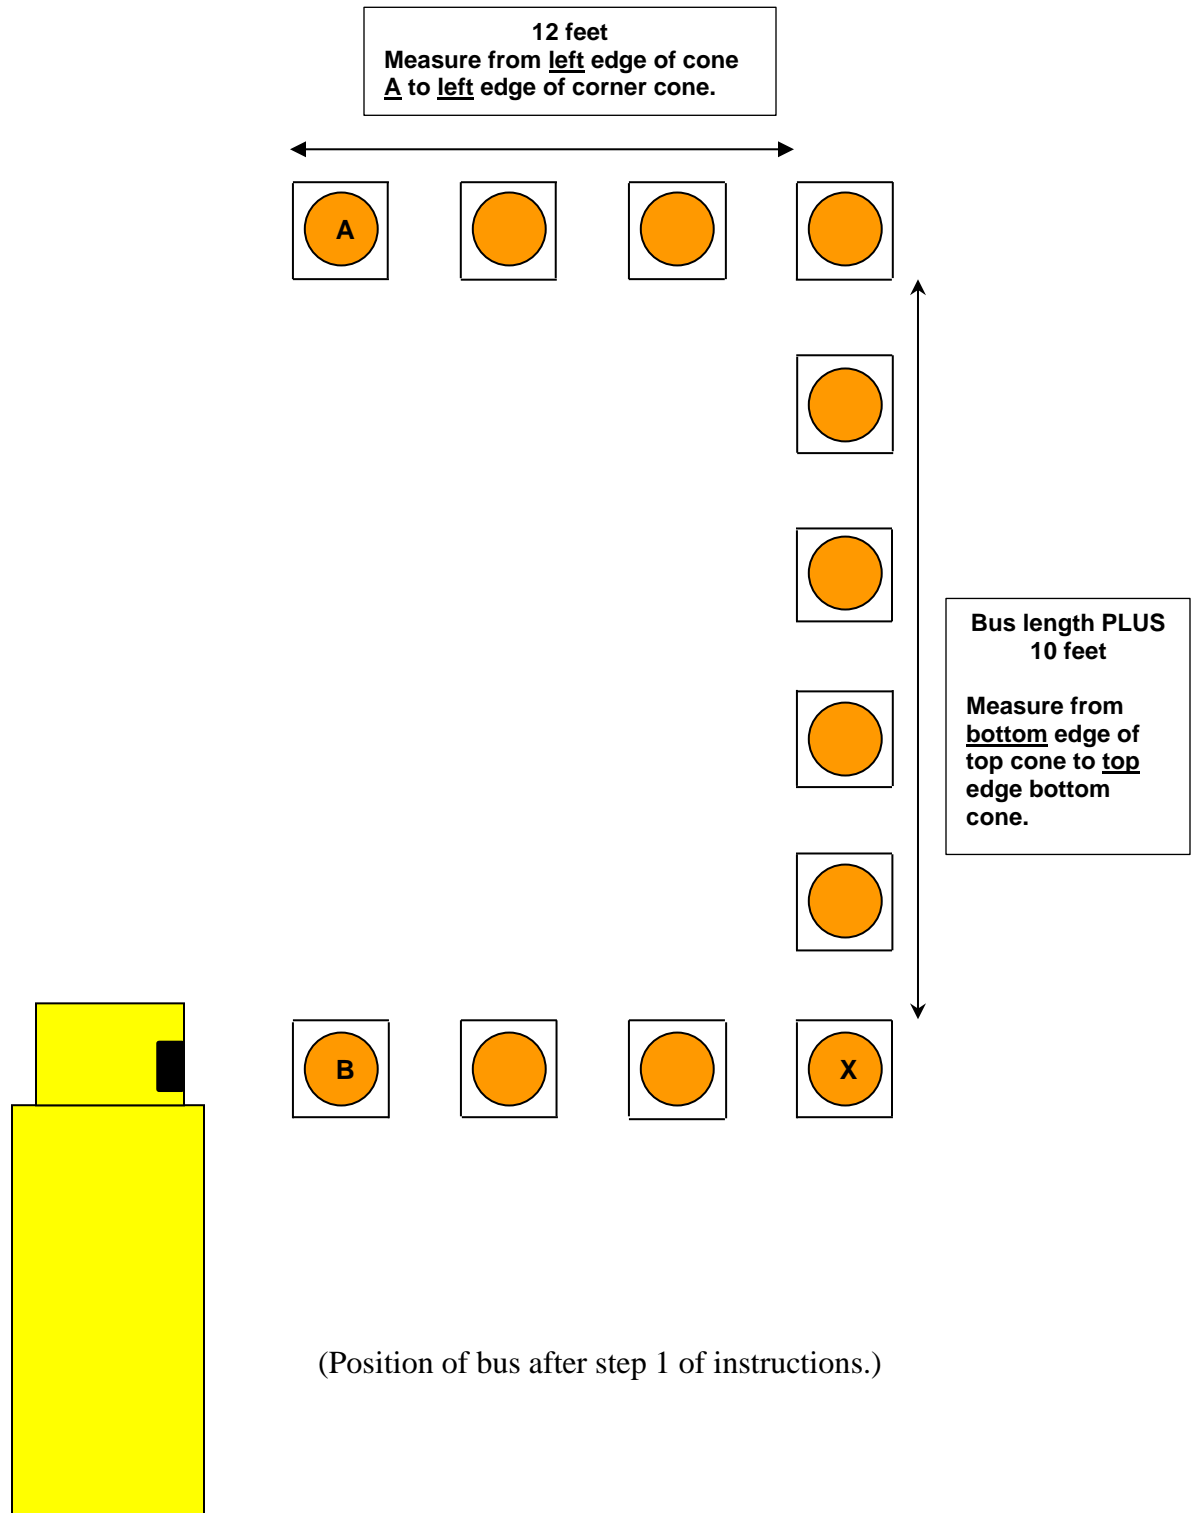 12 feet
Measure from left edge of cone
A to left edge of corner cone.
A
Bus length PLUS
10 feet
Measure from
bottom edge of
top cone to top
edge bottom
cone.
B
X
(Position of bus after step 1 of instructions.)